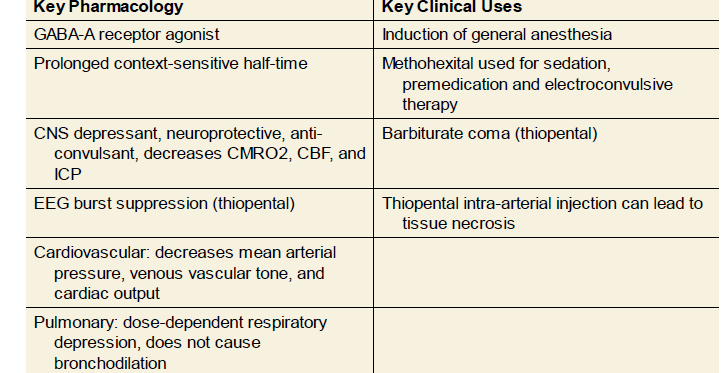 Key Pharmacology
Key Clinical Uses
GABA-A receptor agonist
Induction of general anesthesia
Prolonged context-sensitive half-time
Methohexital used for sedation,
premedication and electroconvulsive
therapy
CNS depressant, neuroprotective, anti-
convulsant, decreases CMRO2, CBF, and
ICP
Barbiturate coma (thiopental)
EEG burst suppression (thiopental)
Thiopental intra-arterial injection can lead to
tissue necrosis
Cardiovascular: decreases mean arterial
pressure, venous vascular tone, and
cardiac output
Pulmonary: dose-dependent respiratory
depression, does not cause
bronchodilation